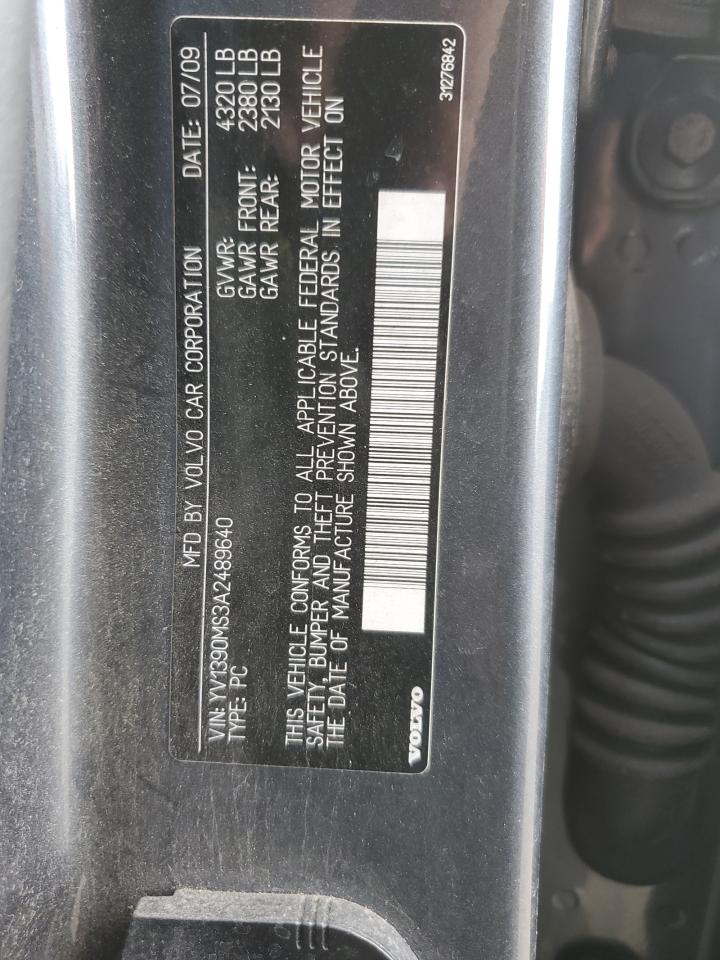 MFD BY VOLVO CAR CORPORATION DATE: 07/09
VIN: YV1390MS3A2489640 GVWR: 4320 LB
TYPE: PC GAWR FRONT: 2380 LB
GAWR REAR: 2130 LB
THIS VEHICLE CONFORMS TO ALL APPLICABLE FEDERAL MOTOR VEHICLE
SAFETY, BUMPER AND THEFT PREVENTION STANDARDS IN EFFECT ON
THE DATE OF MANUFACTURE SHOWN ABOVE.
VOLVO
31276842